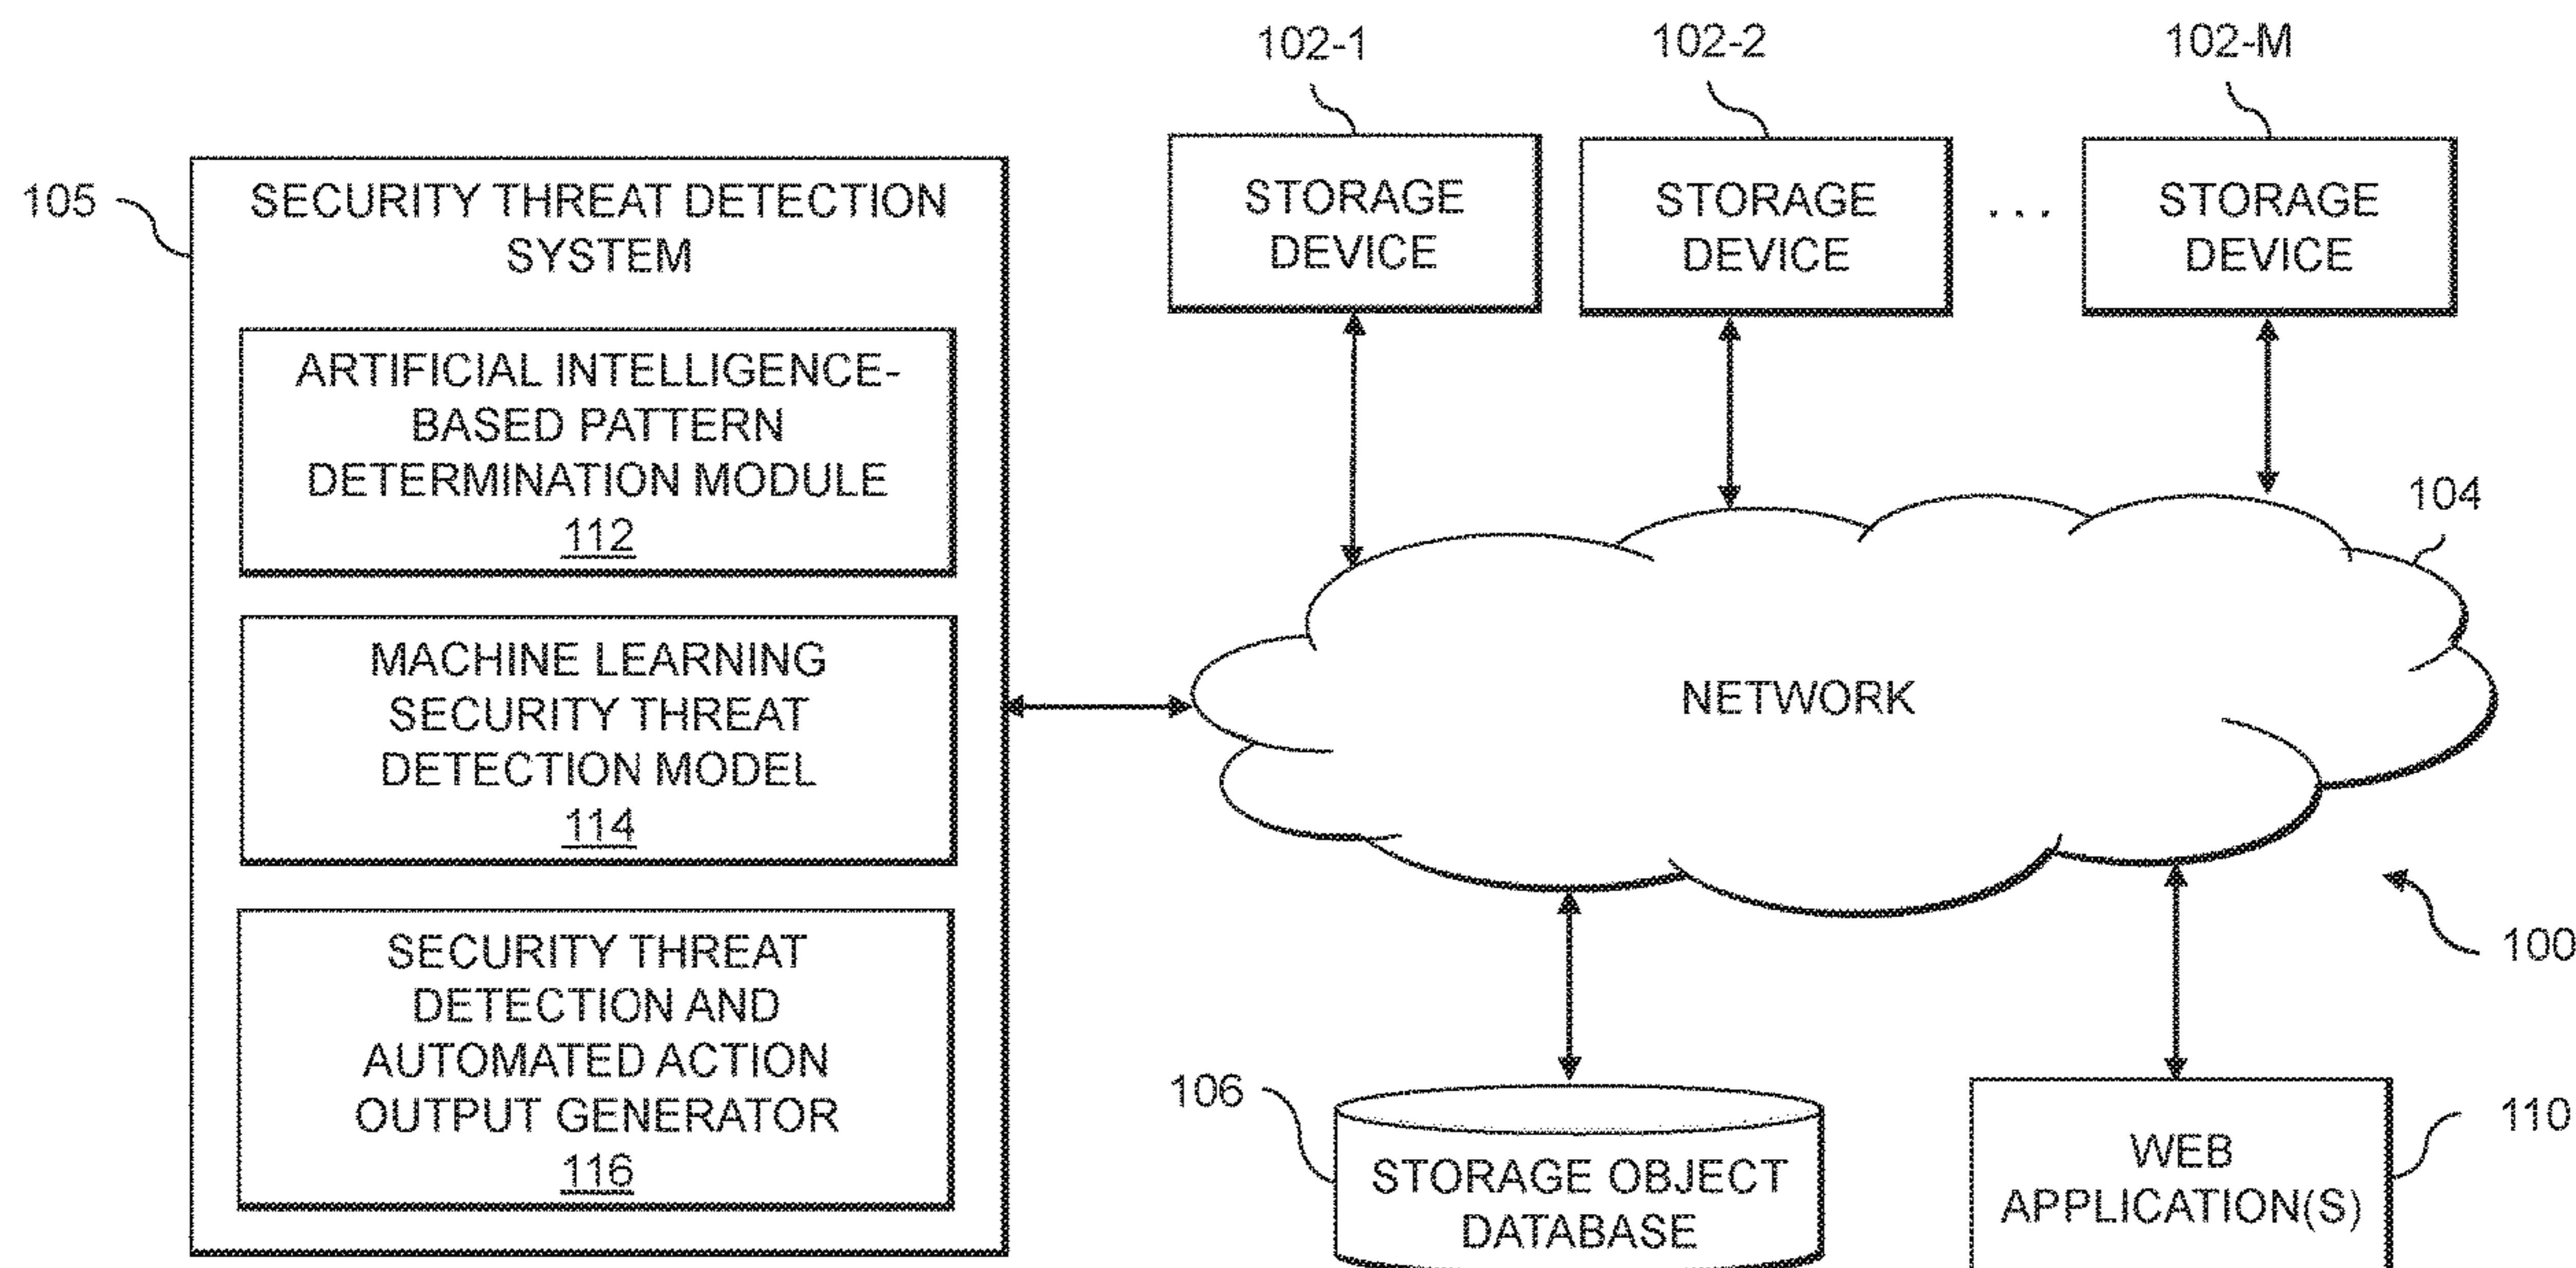 102-1
102-2
102-M
105
SECURITY THREAT DETECTION
SYSTEM
ARTIFICIAL INTELLIGENCE-
BASED PATTERN
DETERMINATION MODULE
112
MACHINE LEARNING
SECURITY THREAT
DETECTION MODEL
114
SECURITY THREAT
DETECTION AND
AUTOMATED ACTION
OUTPUT GENERATOR
116
STORAGE
DEVICE
STORAGE
DEVICE
...
STORAGE
DEVICE
104
NETWORK
100
106
STORAGE OBJECT
DATABASE
WEB
APPLICATION(S)
110